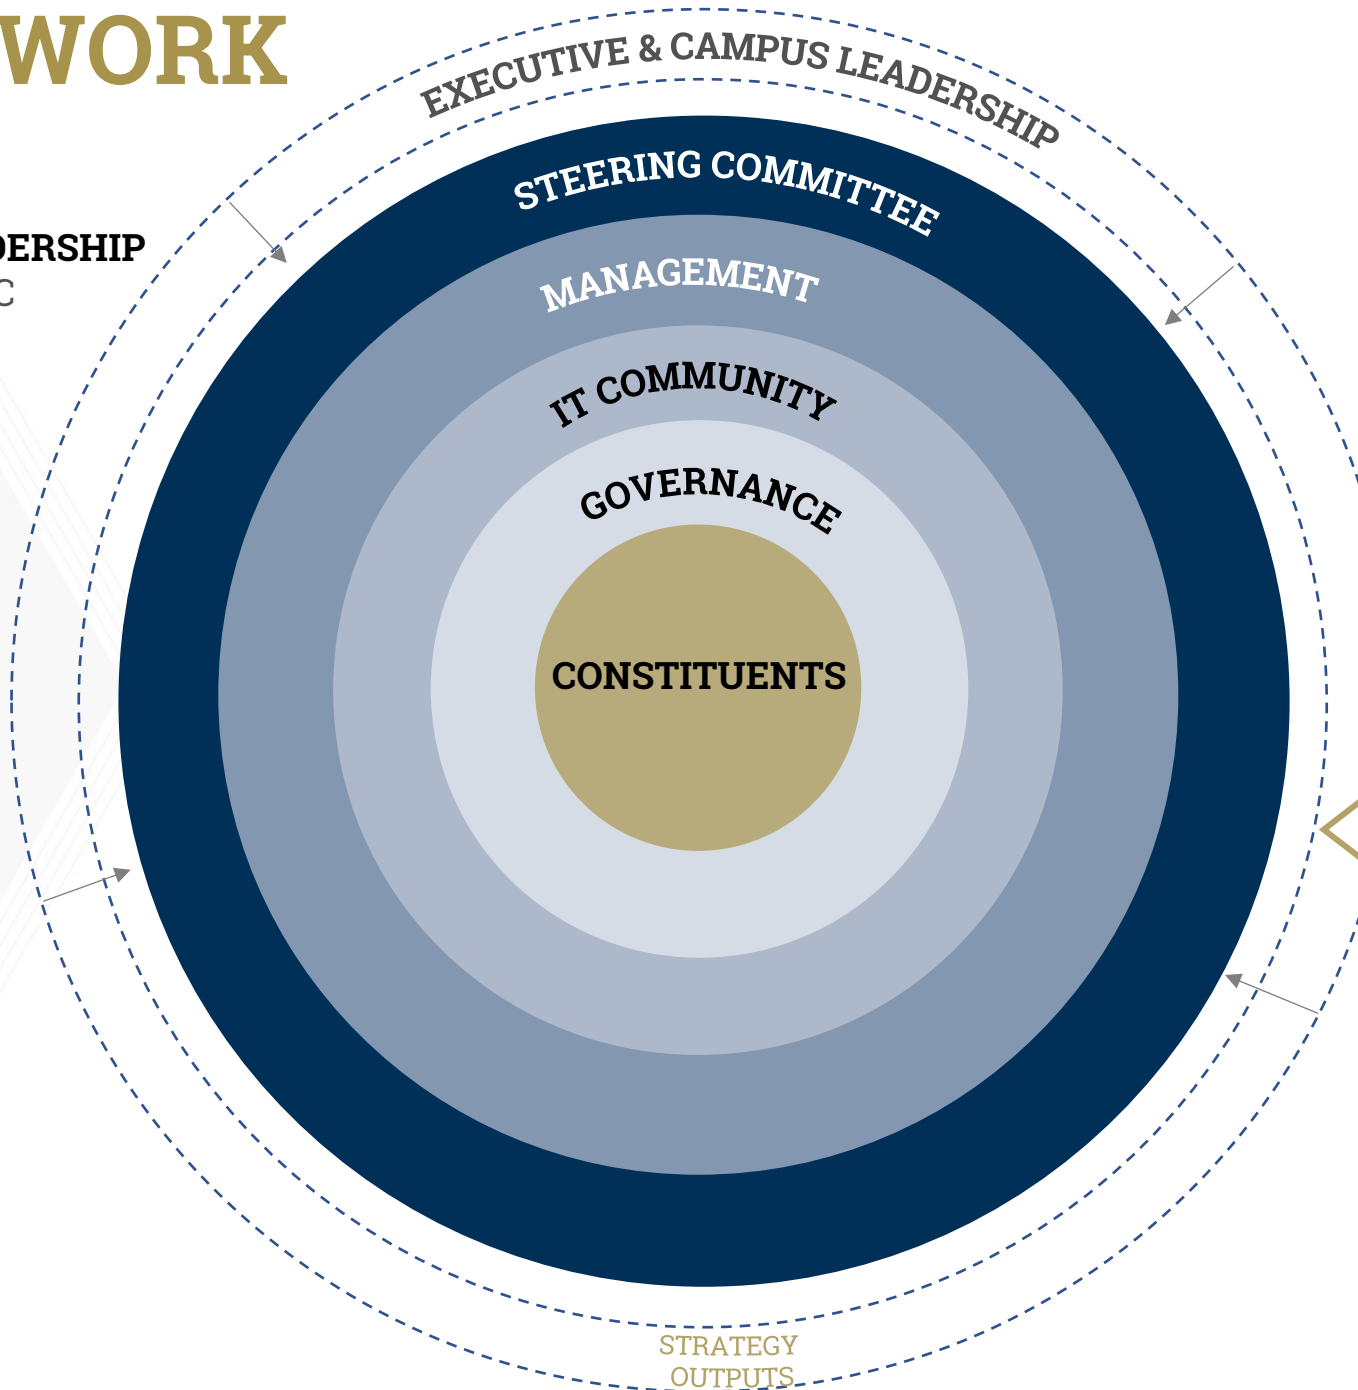 WORK
EXECUTIVE & CAMPUS LEADERSHIP
STEERING COMMITTEE
DERSHIP
C
MANAGEMENT
IT COMMUNITY
GOVERNANCE
CONSTITUENTS
STRATEGY
OUTPUTS